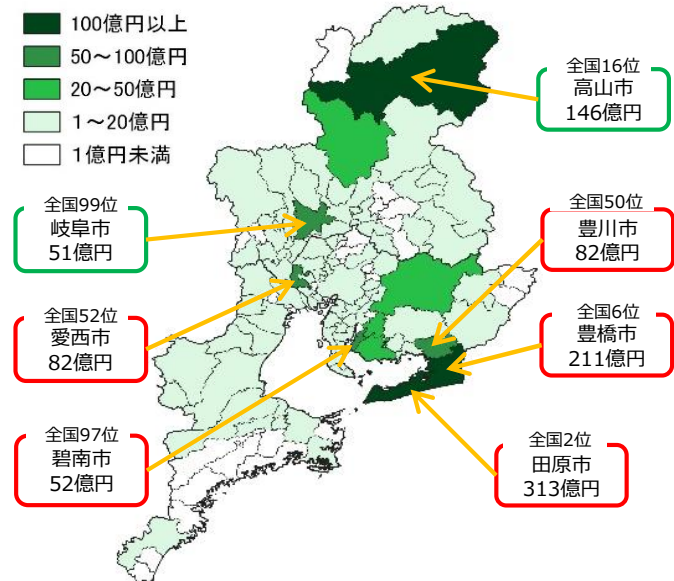 100億円以上
50～100億円
20～50億円
1～20億円
1億円未満
全国16位
高山市
146億円
全国99位
岐阜市
51億円
全国50位
豊川市
82億円
全国52位
愛西市
82億円
全国6位
豊橋市
211億円
全国97位
碧南市
52億円
全国2位
田原市
313億円